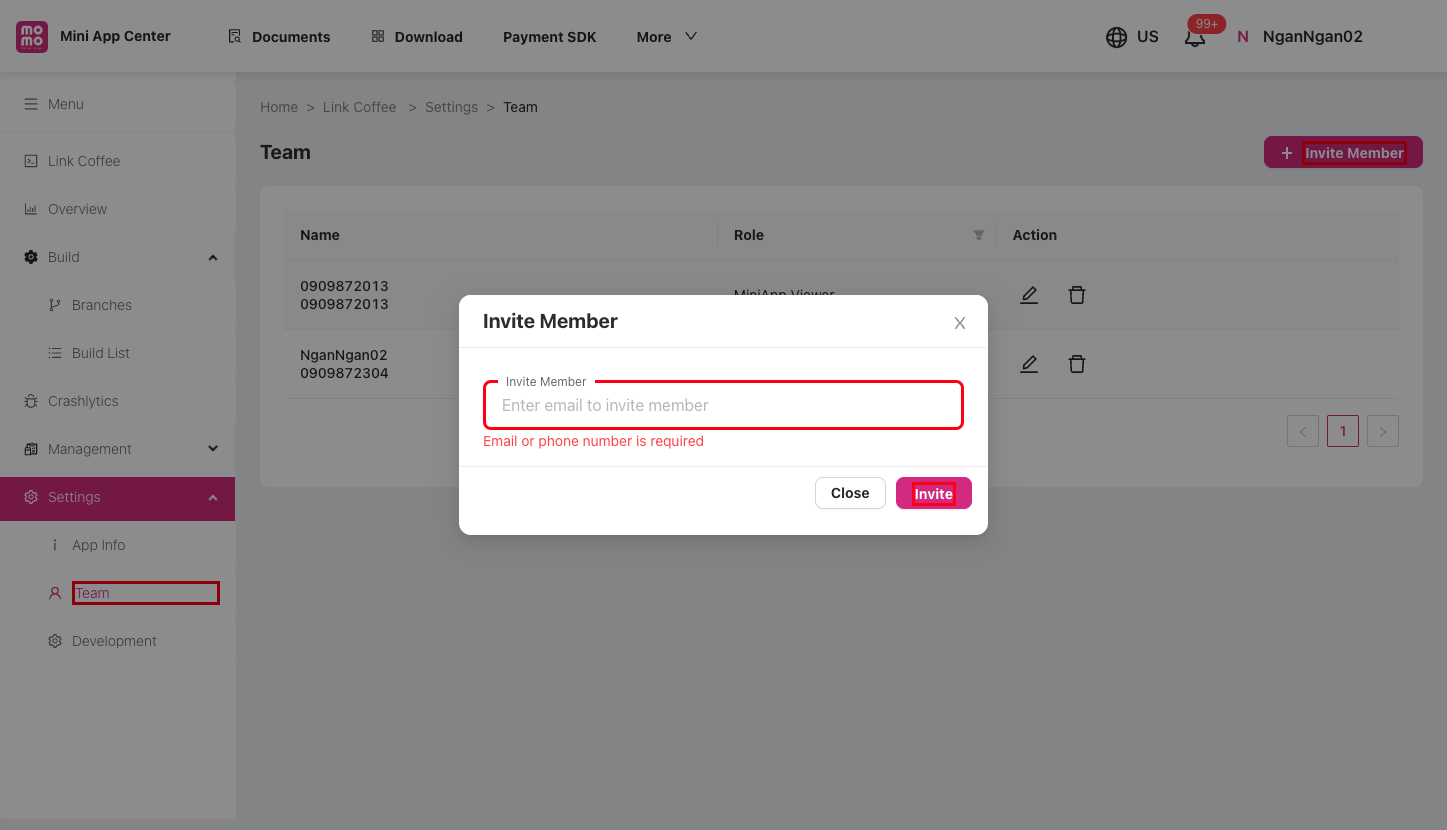 mo
mo
Mini App Center
Documents
Download
Payment SDK
More
US
99+
N
NganNgan02
Menu
Link Coffee
Overview
Build
Branches
Build List
Crashlytics
Management
Settings
App Info
Team
Development
Home > Link Coffee > Settings > Team
Team
+ Invite Member
Name
Role
Action
0909872013
0909872013
MiniApp Viewer
NganNgan02
0909872304
< 1 >
Invite Member
X
Invite Member
Enter email to invite member
Email or phone number is required
Close
Invite